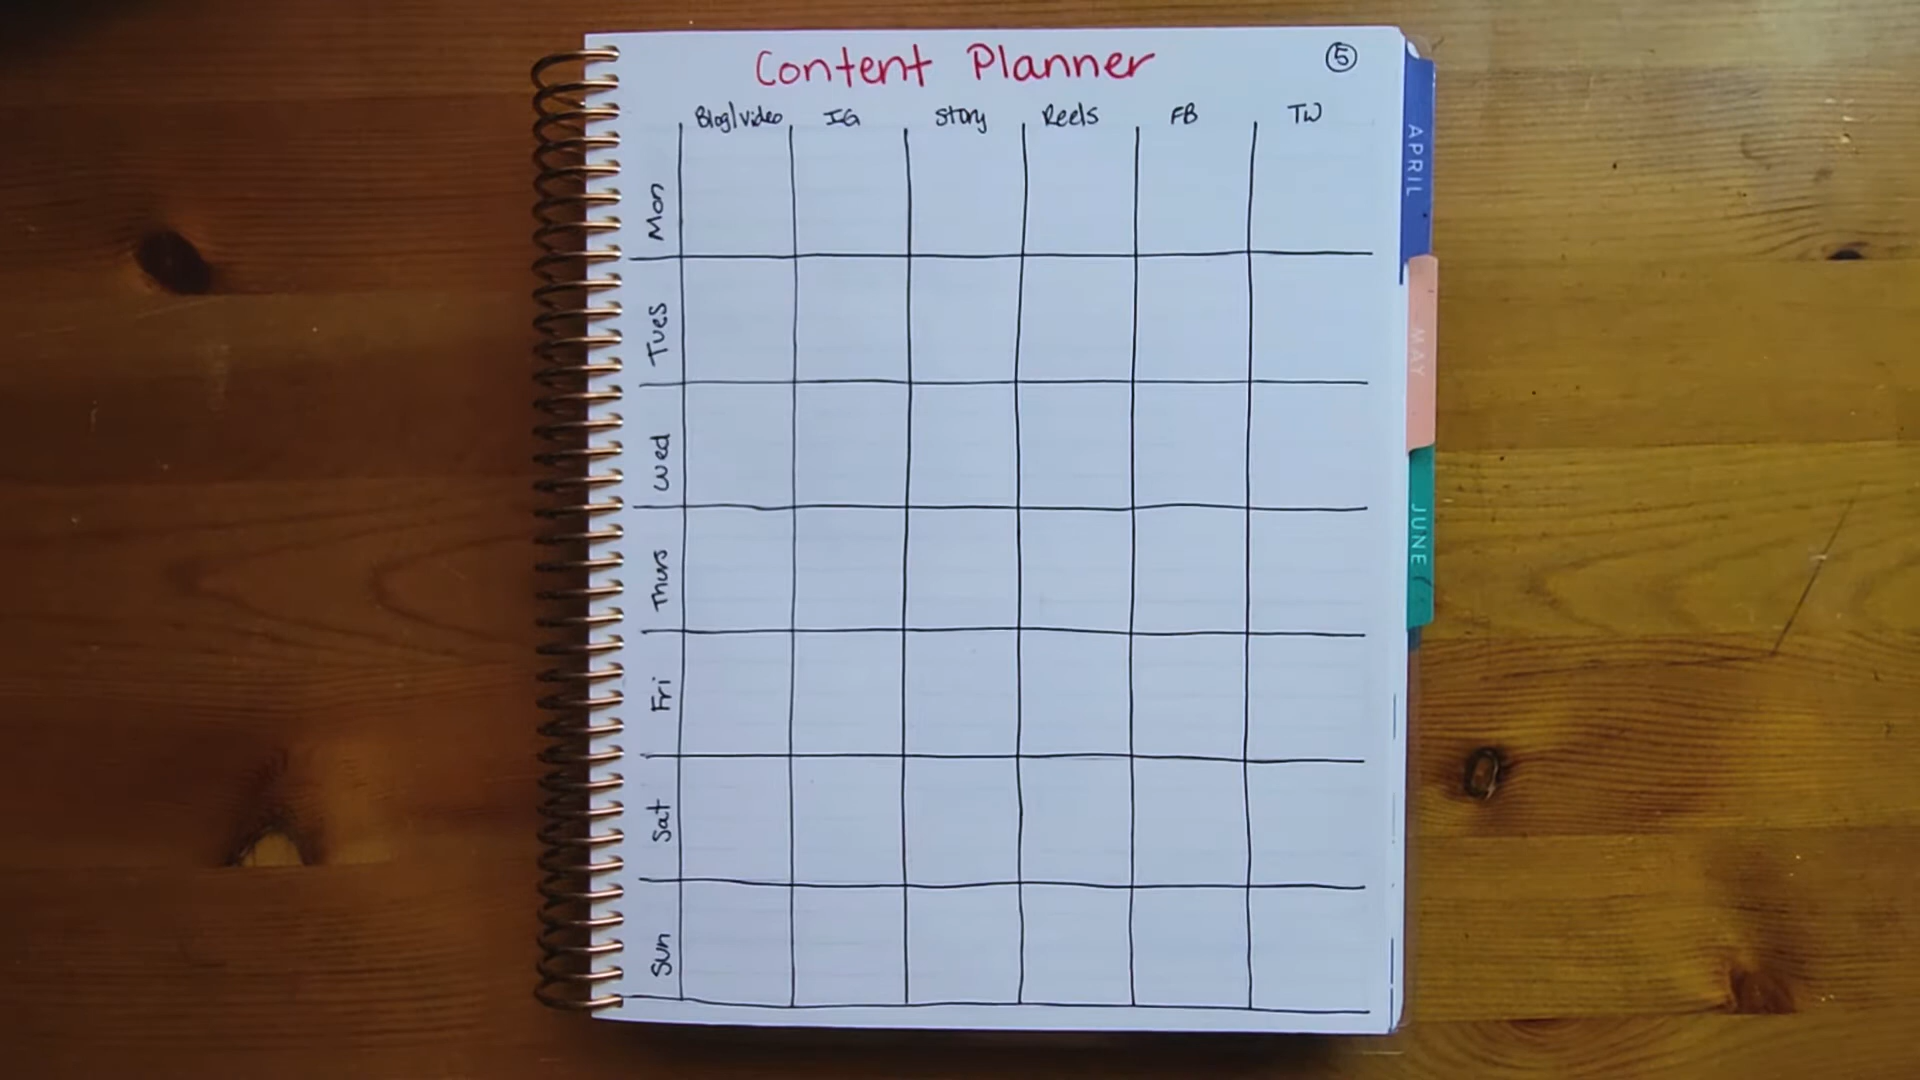 Content Planner
5
Blog/video IG Story Reels FB TW
Mon
Tues
Wed
Thurs
Fri
Sat
Sun
APRIL
MAY
JUNE